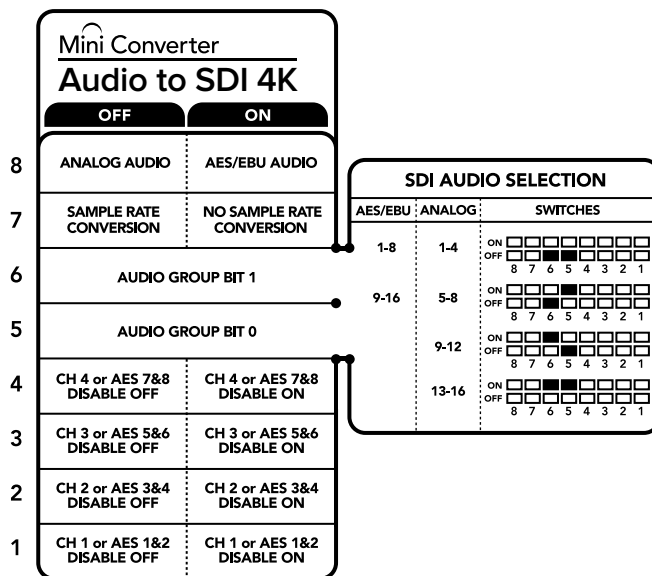 Mini Converter
Audio to SDI 4K
OFF ON
8 ANALOG AUDIO AES/EBU AUDIO
7 SAMPLE RATE CONVERSION NO SAMPLE RATE CONVERSION
6 AUDIO GROUP BIT 1
5 AUDIO GROUP BIT 0
4 CH 4 or AES 7&8 DISABLE OFF CH 4 or AES 7&8 DISABLE ON
3 CH 3 or AES 5&6 DISABLE OFF CH 3 or AES 5&6 DISABLE ON
2 CH 2 or AES 3&4 DISABLE OFF CH 2 or AES 3&4 DISABLE ON
1 CH 1 or AES 1&2 DISABLE OFF CH 1 or AES 1&2 DISABLE ON
SDI AUDIO SELECTION
AES/EBU ANALOG SWITCHES
1-8 1-4 ON
OFF
8 7 6 5 4 3 2 1
9-16 5-8 ON
OFF
8 7 6 5 4 3 2 1
9-12 ON
OFF
8 7 6 5 4 3 2 1
13-16 ON
OFF
8 7 6 5 4 3 2 1